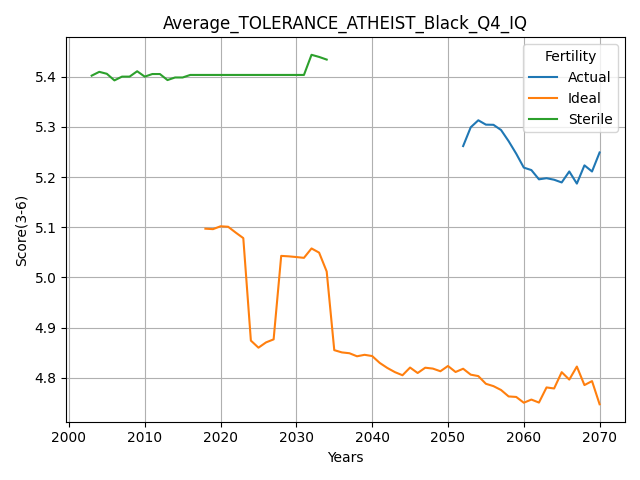 Average_TOLERANCE_ATHEIST_Black_Q4_IQ
Fertility
Actual
Ideal
Sterile
Score(3-6)
5.4
5.3
5.2
5.1
5.0
4.9
4.8
2000 2010 2020 2030 2040 2050 2060 2070
Years